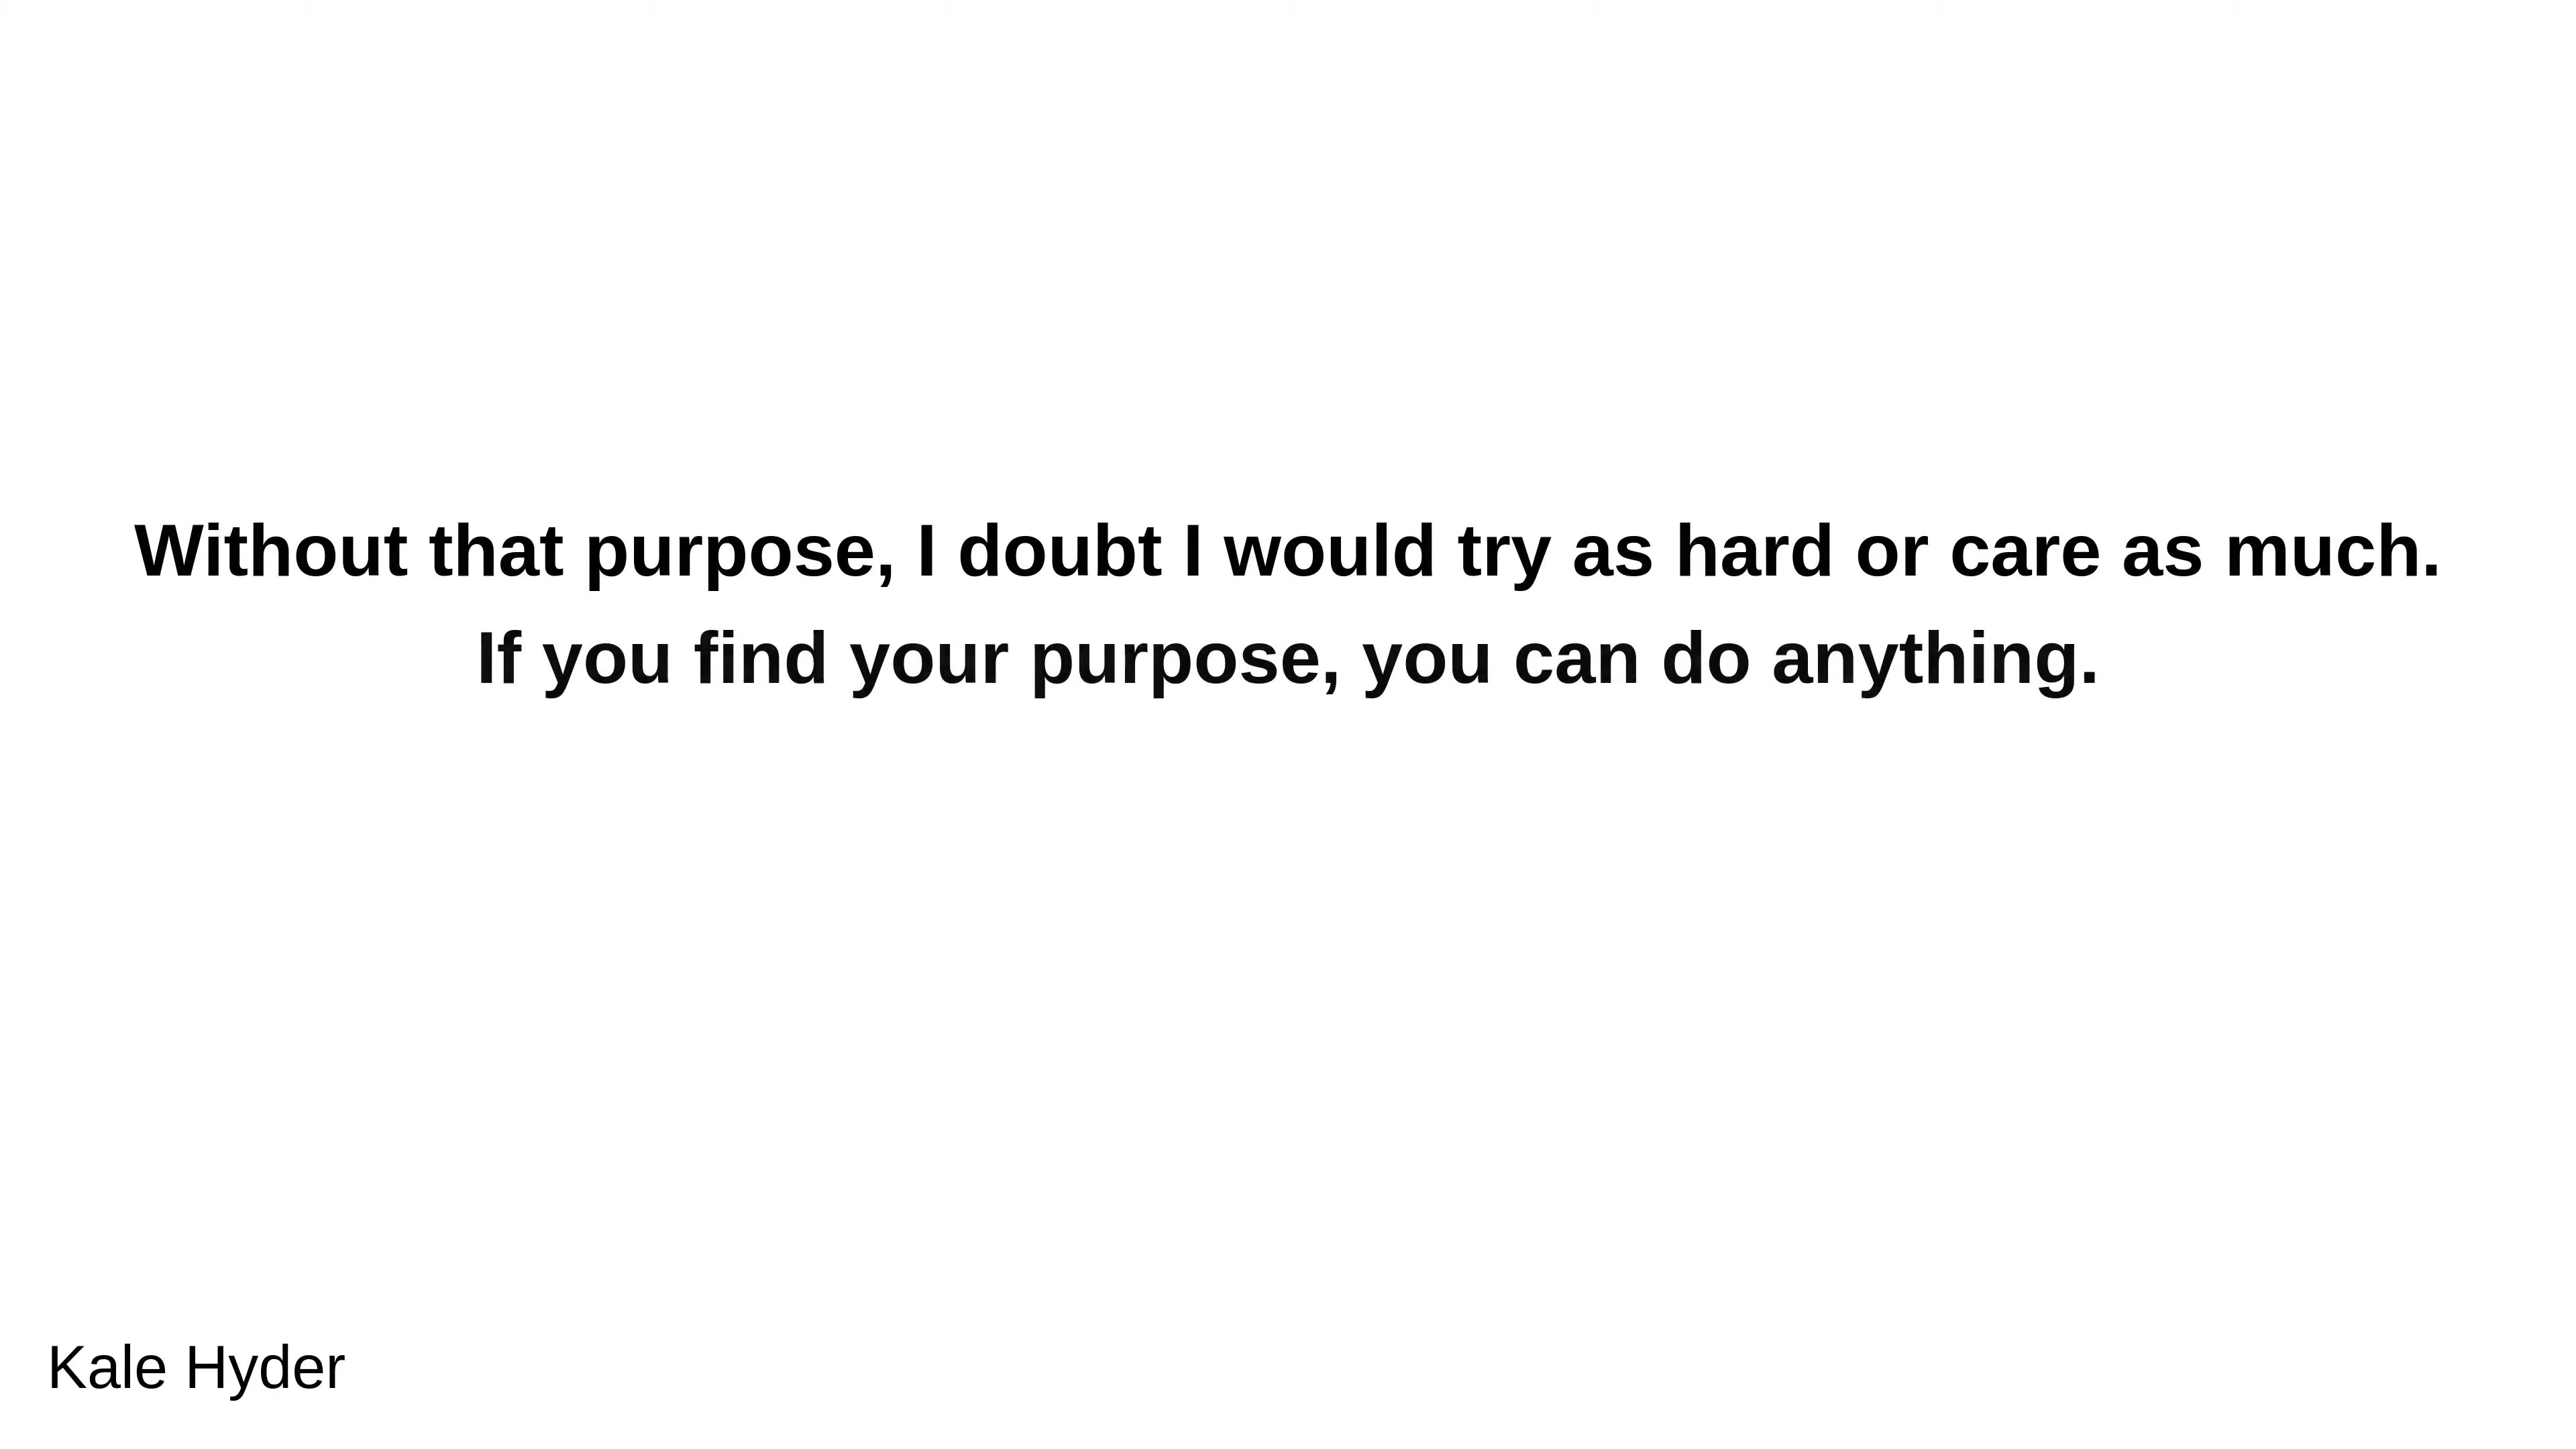 Without that purpose, I doubt I would try as hard or care as much.
If you find your purpose, you can do anything.
Kale Hyder